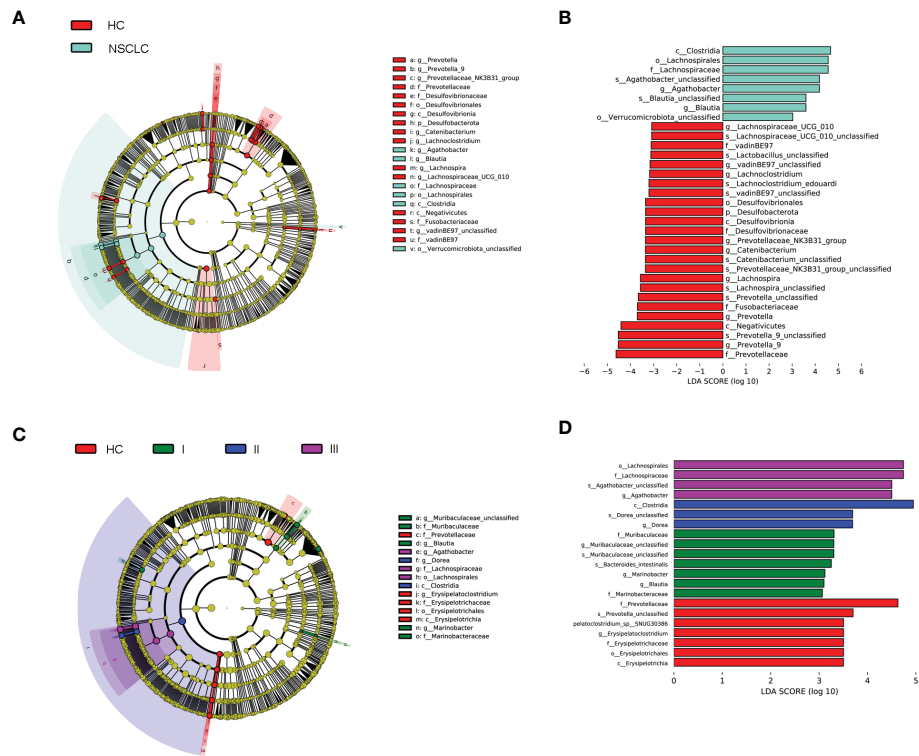 A
HC
NSCLC
h
g
f
e
d
r
s
q
p
o
a: g__Prevotella
b: g__Prevotella_9
c: g__Prevotellaceae_NK3B31_group
d: f__Prevotellaceae
e: f__Desulfovibrionaceae
f: o__Desulfovibrionales
g: c__Desulfovibrionia
h: p__Desulfobacterota
i: g__Catenibacterium
j: g__Lachnoclostridium
k: g__Agathobacter
l: g__Blautia
m: g__Lachnospira
n: g__Lachnospiraceae_UCG_010
o: f__Lachnospiraceae
p: o__Lachnospirales
q: c__Clostridia
r: c__Negativicutes
s: f__Fusobacteriaceae
t: g__vadinBE97_unclassified
u: f__vadinBE97
v: o__Verrucomicrobiota_unclassified
B
c__Clostridia
o__Lachnospirales
f__Lachnospiraceae
s__Agathobacter_unclassified
g__Agathobacter
s__Blautia_unclassified
g__Blautia
o__Verrucomicrobiota_unclassified
g__Lachnospiraceae_UCG_010
s__Lachnospiraceae_UCG_010_unclassified
f__vadinBE97
s__Lactobacillus_unclassified
g__vadinBE97_unclassified
g__Lachnoclostridium
s__Lachnoclostridium_edouardi
s__vadinBE97_unclassified
o__Desulfovibrionales
p__Desulfobacterota
c__Desulfovibrionia
f__Desulfovibrionaceae
g__Prevotellaceae_NK3B31_group
g__Catenibacterium
s__Catenibacterium_unclassified
s__Prevotellaceae_NK3B31_group_unclassified
g__Lachnospira
s__Lachnospira_unclassified
s__Prevotella_unclassified
f__Fusobacteriaceae
g__Prevotella
c__Negativicutes
s__Prevotella_9_unclassified
g__Prevotella_9
f__Prevotellaceae
−6 −5 −4 −3 −2 −1 0 1 2 3 4 5 6
LDA SCORE (log 10)
C
HC I II III
c
a: g__Muribaculaceae_unclassified
b: f__Muribaculaceae
c: f__Prevotellaceae
d: g__Blautia
e: g__Agathobacter
f: g__Dorea
g: f__Lachnospiraceae
h: o__Lachnospirales
i: c__Clostridia
j: g__Erysipelatoclostridium
k: f__Erysipelotrichaceae
l: o__Erysipelotrichales
m: c__Erysipelotrichia
n: g__Marinobacter
o: f__Marinobacteraceae
D
o__Lachnospirales
f__Lachnospiraceae
s__Agathobacter_unclassified
g__Agathobacter
c__Clostridia
s__Dorea_unclassified
g__Dorea
f__Muribaculaceae
g__Muribaculaceae_unclassified
s__Muribaculaceae_unclassified
s__Bacteroides_intestinalis
g__Marinobacter
g__Blautia
f__Marinobacteraceae
f__Prevotellaceae
s__Prevotella_unclassified
pelatoclostridium_sp__SNUG30386
g__Erysipelatoclostridium
f__Erysipelotrichaceae
o__Erysipelotrichales
c__Erysipelotrichia
0 1 2 3 4 5
LDA SCORE (log 10)